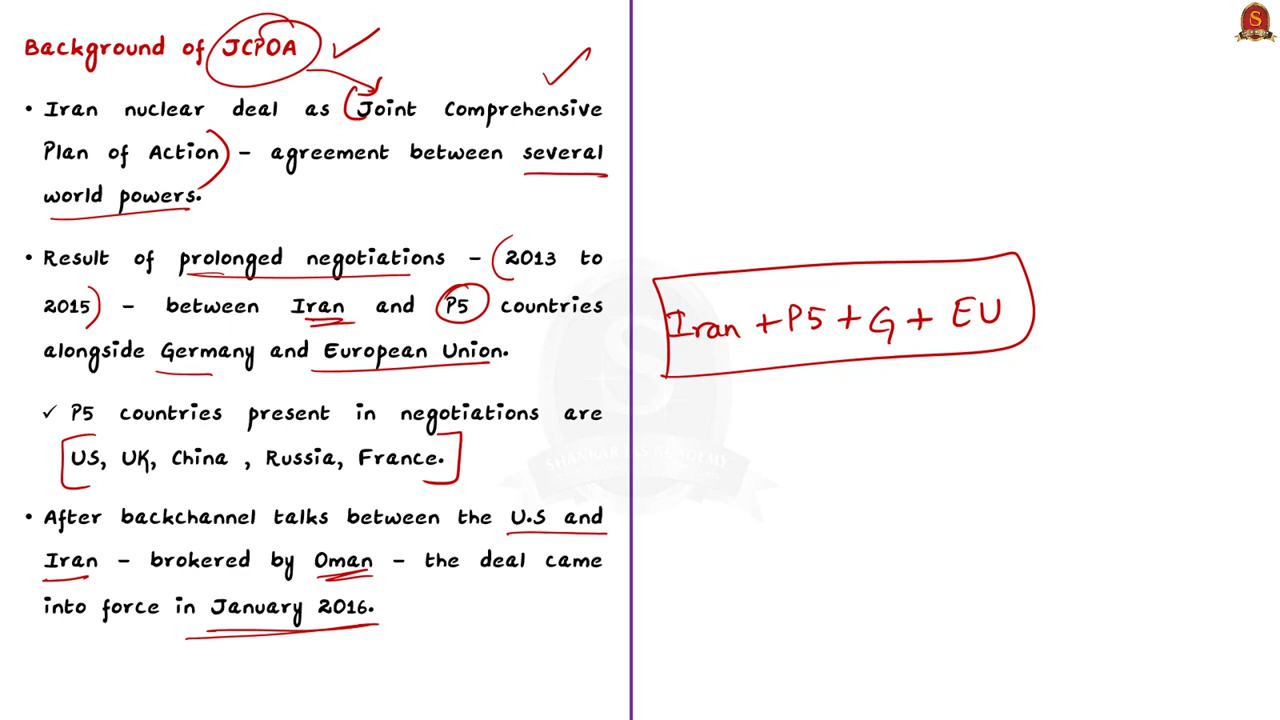 Background of JCPOA
• Iran nuclear deal as Joint Comprehensive
Plan of Action - agreement between several
world powers.
• Result of prolonged negotiations - (2013 to
2015) - between Iran and P5 countries
alongside Germany and European Union.
✓ P5 countries present in negotiations are
US, UK, China , Russia, France.
• After backchannel talks between the U.S and
Iran - brokered by Oman - the deal came
into force in January 2016.
Iran + P5 + G + EU
SHANKAR IAS ACADEMY
S